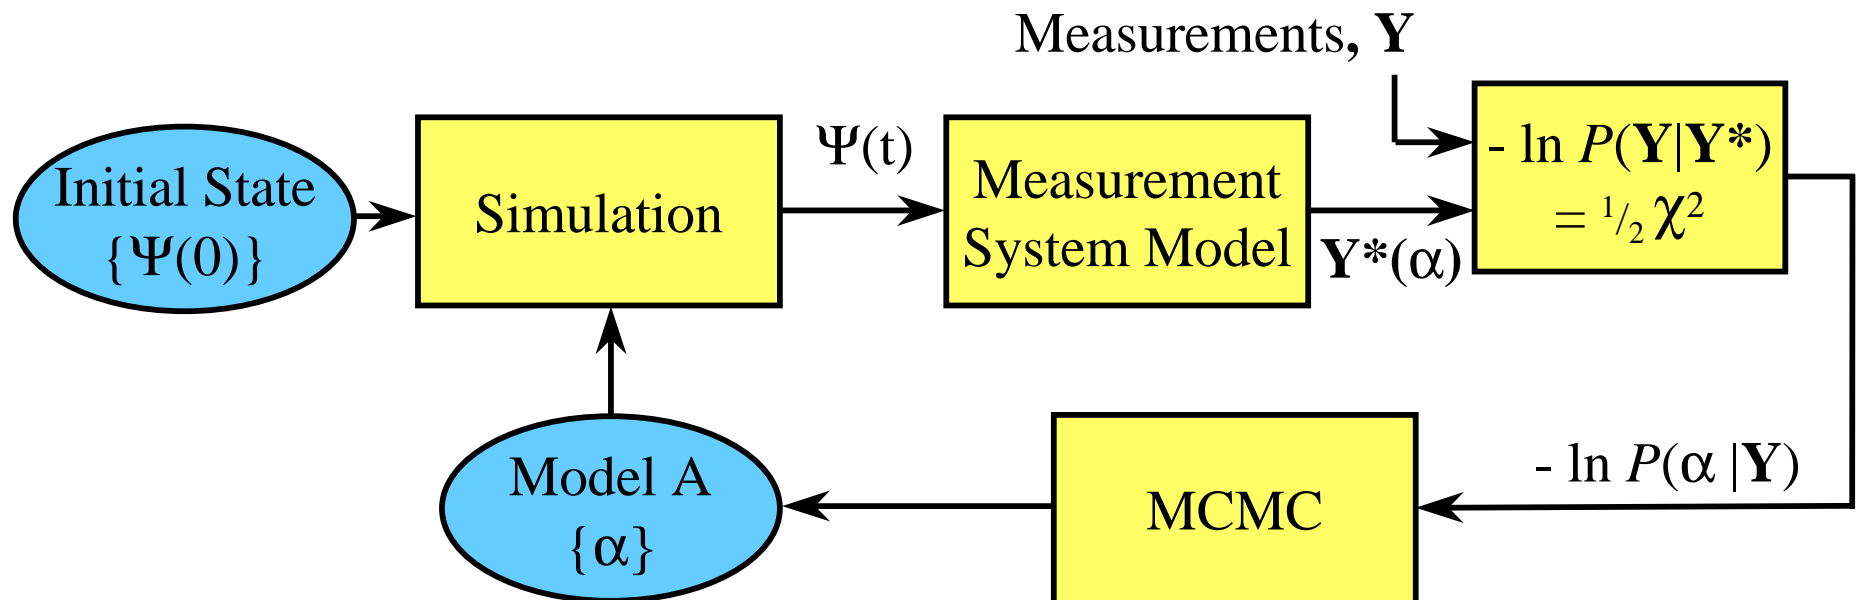 Measurements, Y
Initial State
{Ψ(0)}
Simulation
Ψ(t)
Measurement
System Model
Y*(α)
- ln P(Y|Y*)
= 1/2 χ²
Model A
{α}
MCMC
- ln P(α |Y)